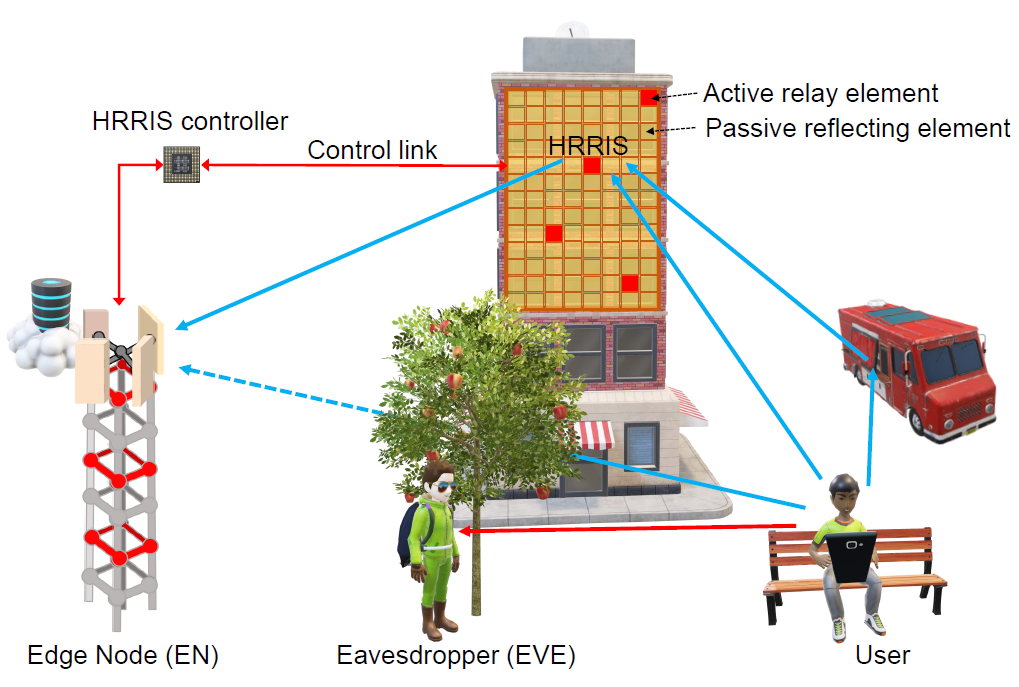 Active relay element
HRRIS controller
Passive reflecting element
HRRIS
Control link
Edge Node (EN)
Eavesdropper (EVE)
User